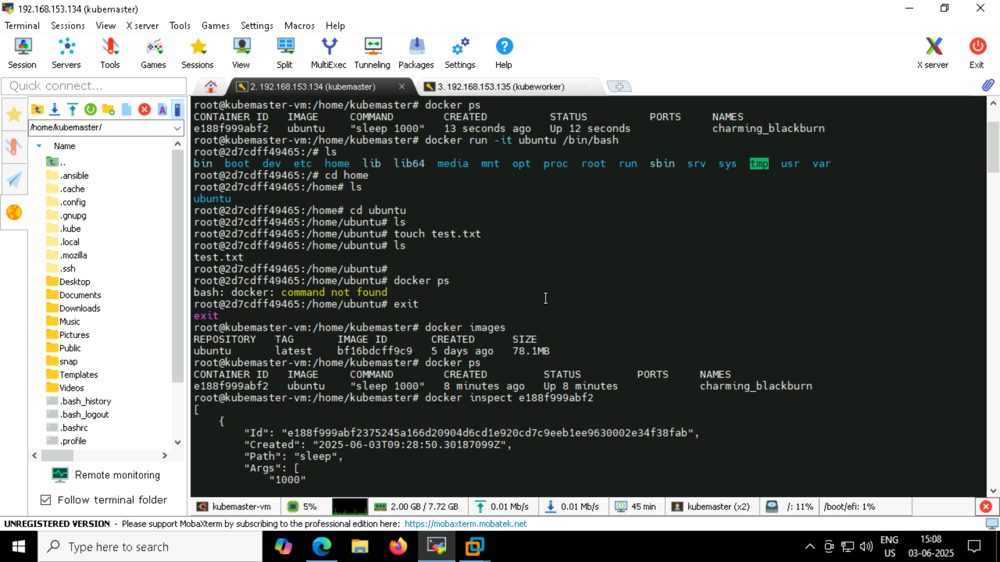 192.168.153.134 (kubemaster)
Terminal Sessions View X server Tools Games Settings Macros Help
Session Servers Tools Games Sessions View Split MultiExec Tunneling Packages Settings Help X server Exit
Quick connect...
2. 192.168.153.134 (kubemaster)
3. 192.168.153.135 (kubeworker)
/home/kubemaster/
Name
..
.ansible
.cache
.config
.gnupg
.kube
.local
.mozilla
.ssh
Desktop
Documents
Downloads
Music
Pictures
Public
snap
Templates
Videos
.bash_history
.bash_logout
.bashrc
.profile
Remote monitoring
Follow terminal folder
root@kubemaster-vm:/home/kubemaster# docker ps
CONTAINER ID   IMAGE     COMMAND        CREATED          STATUS          PORTS     NAMES
e188f999abf2   ubuntu    "sleep 1000"   13 seconds ago   Up 12 seconds             charming_blackburn
root@kubemaster-vm:/home/kubemaster# docker run -it ubuntu /bin/bash
root@2d7cdff49465:/# ls
bin  boot  dev  etc  home  lib  lib64  media  mnt  opt  proc  root  run  sbin  srv  sys  tmp  usr  var
root@2d7cdff49465:/# cd home
root@2d7cdff49465:/home# ls
ubuntu
root@2d7cdff49465:/home# cd ubuntu
root@2d7cdff49465:/home/ubuntu# ls
root@2d7cdff49465:/home/ubuntu# touch test.txt
root@2d7cdff49465:/home/ubuntu# ls
test.txt
root@2d7cdff49465:/home/ubuntu#
root@2d7cdff49465:/home/ubuntu# docker ps
bash: docker: command not found
root@2d7cdff49465:/home/ubuntu# exit
exit
root@kubemaster-vm:/home/kubemaster# docker images
REPOSITORY   TAG       IMAGE ID       CREATED      SIZE
ubuntu       latest    bf16bdcff9c9   5 days ago   78.1MB
root@kubemaster-vm:/home/kubemaster# docker ps
CONTAINER ID   IMAGE     COMMAND        CREATED         STATUS         PORTS     NAMES
e188f999abf2   ubuntu    "sleep 1000"   8 minutes ago   Up 8 minutes             charming_blackburn
root@kubemaster-vm:/home/kubemaster# docker inspect e188f999abf2
[
    {
        "Id": "e188f999abf2375245a166d20904d6cd1e920cd7c9eeb1ee9630002e34f38fab",
        "Created": "2025-06-03T09:28:50.30187099Z",
        "Path": "sleep",
        "Args": [
            "1000"
kubemaster-vm 5% 2.00 GB / 7.72 GB 0.01 Mb/s 0.01 Mb/s 45 min kubemaster (x2) /: 11% /boot/efi: 1%
UNREGISTERED VERSION - Please support MobaXterm by subscribing to the professional edition here: https://mobaxterm.mobatek.net
Type here to search
ENG
US
15:08
03-06-2025